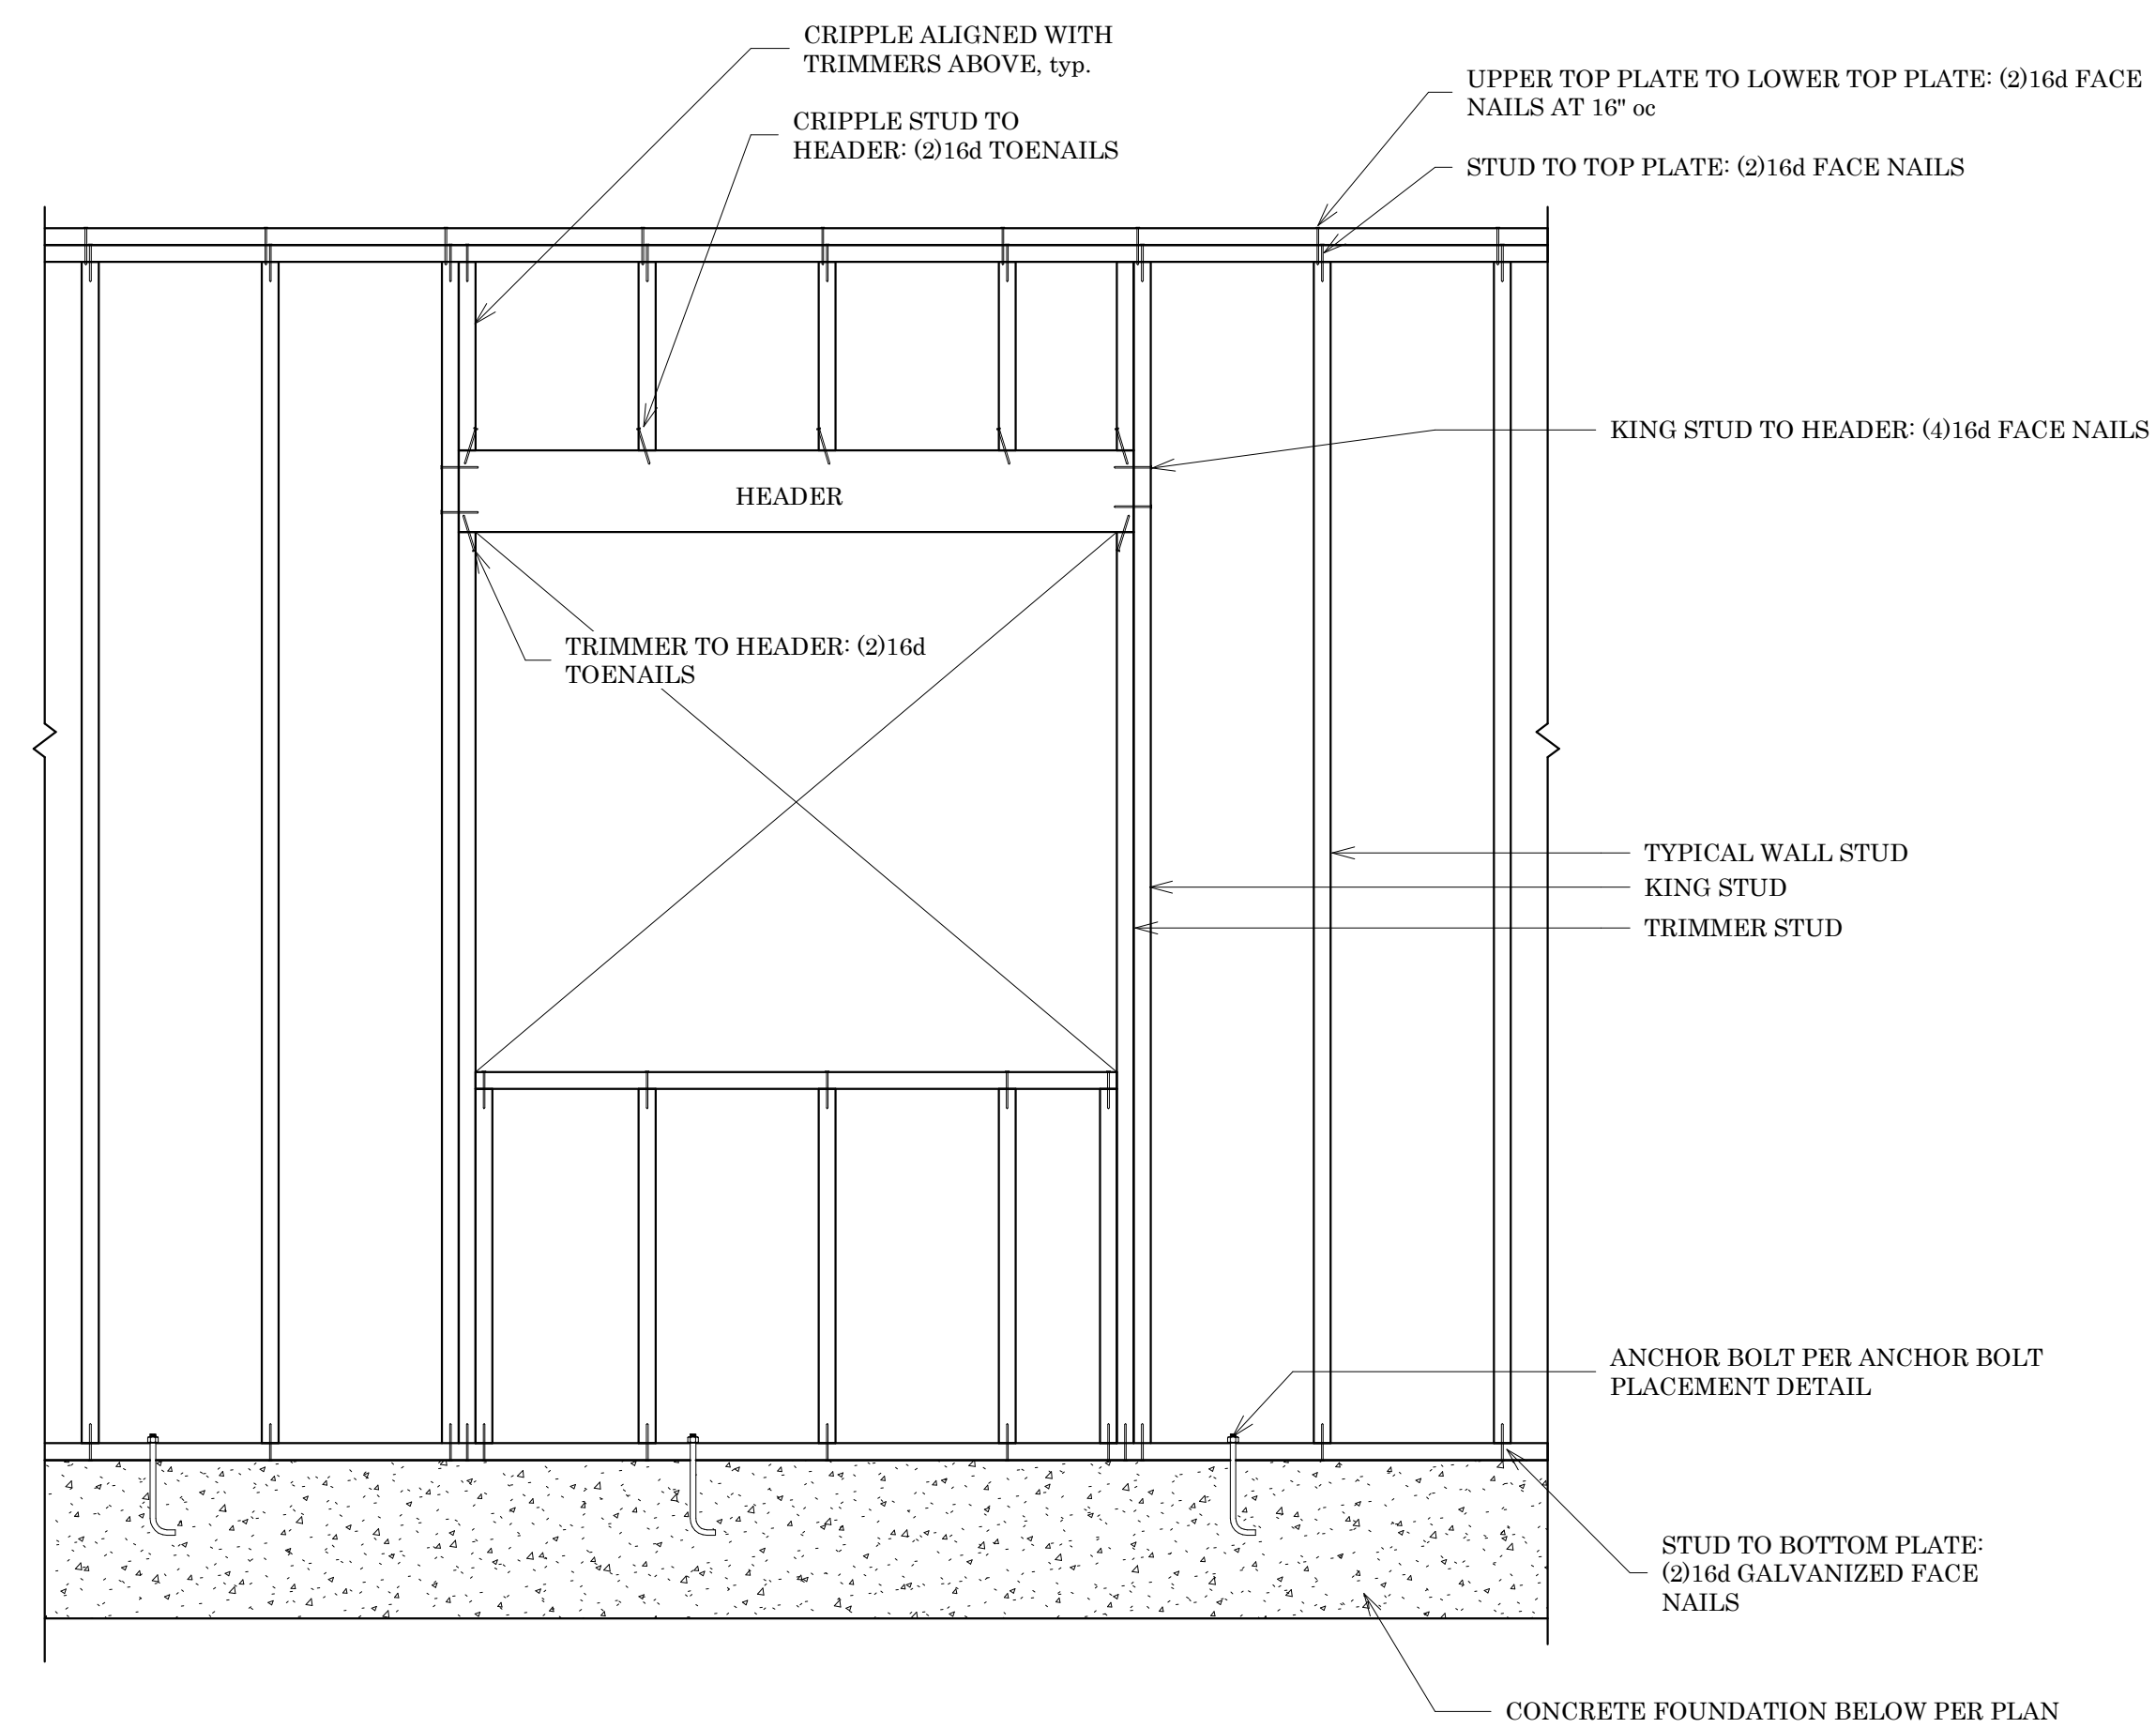 CRIPPLE ALIGNED WITH
TRIMMERS ABOVE, typ.
CRIPPLE STUD TO
HEADER: (2)16d TOENAILS
UPPER TOP PLATE TO LOWER TOP PLATE: (2)16d FACE
NAILS AT 16" oc
STUD TO TOP PLATE: (2)16d FACE NAILS
KING STUD TO HEADER: (4)16d FACE NAILS
HEADER
TRIMMER TO HEADER: (2)16d
TOENAILS
TYPICAL WALL STUD
KING STUD
TRIMMER STUD
ANCHOR BOLT PER ANCHOR BOLT
PLACEMENT DETAIL
STUD TO BOTTOM PLATE:
(2)16d GALVANIZED FACE
NAILS
CONCRETE FOUNDATION BELOW PER PLAN